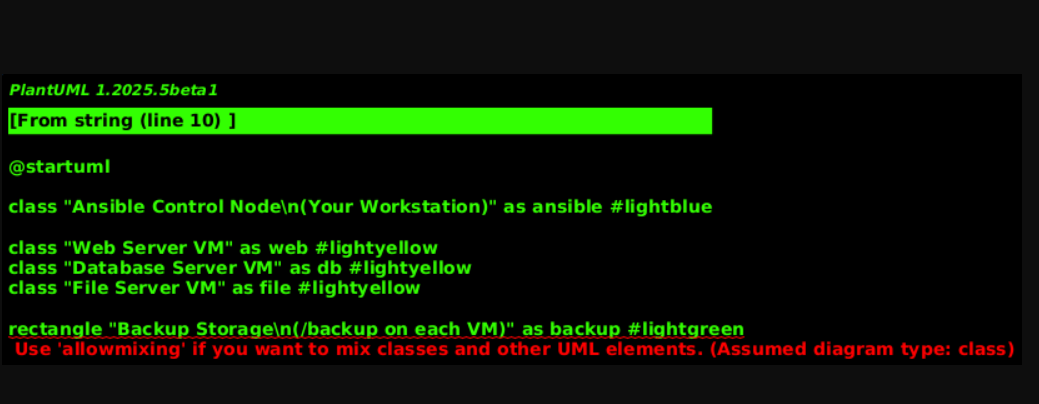 PlantUML 1.2025.5beta1
[From string (line 10) ]
@startuml
class "Ansible Control Node\n(Your Workstation)" as ansible #lightblue
class "Web Server VM" as web #lightyellow
class "Database Server VM" as db #lightyellow
class "File Server VM" as file #lightyellow
rectangle "Backup Storage\n(/backup on each VM)" as backup #lightgreen
Use 'allowmixing' if you want to mix classes and other UML elements. (Assumed diagram type: class)